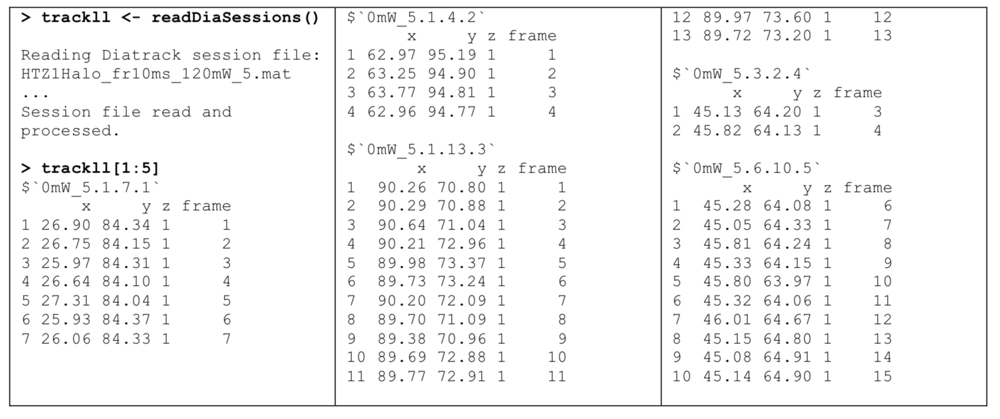 > trackll <- readDiaSessions()
Reading Diatrack session file:
HTZ1Halo_fr10ms_120mW_5.mat
...
Session file read and
processed.
> trackll[1:5]
$`0mW_5.1.7.1`
x y z frame
1 26.90 84.34 1 1
2 26.75 84.15 1 2
3 25.97 84.31 1 3
4 26.64 84.10 1 4
5 27.31 84.04 1 5
6 25.93 84.37 1 6
7 26.06 84.33 1 7
$`0mW_5.1.4.2`
x y z frame
1 62.97 95.19 1 1
2 63.25 94.90 1 2
3 63.77 94.81 1 3
4 62.96 94.77 1 4
$`0mW_5.1.13.3`
x y z frame
1 90.26 70.80 1 1
2 90.29 70.88 1 2
3 90.64 71.04 1 3
4 90.21 72.96 1 4
5 89.98 73.37 1 5
6 89.73 73.24 1 6
7 90.20 72.09 1 7
8 89.70 71.09 1 8
9 89.38 70.96 1 9
10 89.69 72.88 1 10
11 89.77 72.91 1 11
12 89.97 73.60 1 12
13 89.72 73.20 1 13
$`0mW_5.3.2.4`
x y z frame
1 45.13 64.20 1 3
2 45.82 64.13 1 4
$`0mW_5.6.10.5`
x y z frame
1 45.28 64.08 1 6
2 45.05 64.33 1 7
3 45.81 64.24 1 8
4 45.33 64.15 1 9
5 45.80 63.97 1 10
6 45.32 64.06 1 11
7 46.01 64.67 1 12
8 45.15 64.80 1 13
9 45.08 64.91 1 14
10 45.14 64.90 1 15